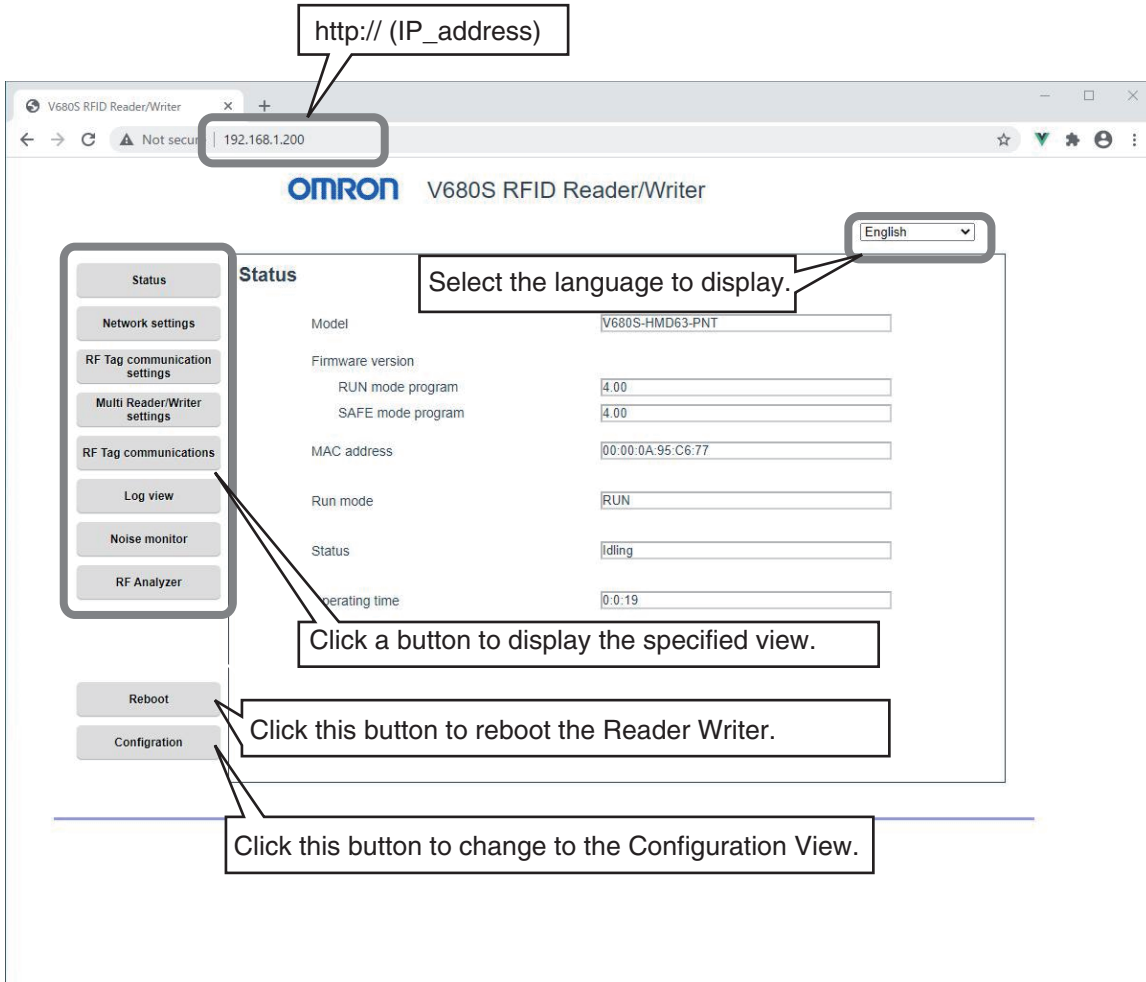 http:// (IP_address)
V680S RFID Reader/Writer
Not secure
192.168.1.200
OMRON V680S RFID Reader/Writer
English
Select the language to display.
Status
Network settings
RF Tag communication
settings
Multi Reader/Writer
settings
RF Tag communications
Log view
Noise monitor
RF Analyzer
Status
Model V680S-HMD63-PNT
Firmware version
RUN mode program 4.00
SAFE mode program 4.00
MAC address 00:00:0A:95:C6:77
Run mode RUN
Status Idling
Operating time 0:0:19
Click a button to display the specified view.
Reboot
Click this button to reboot the Reader Writer.
Configration
Click this button to change to the Configuration View.